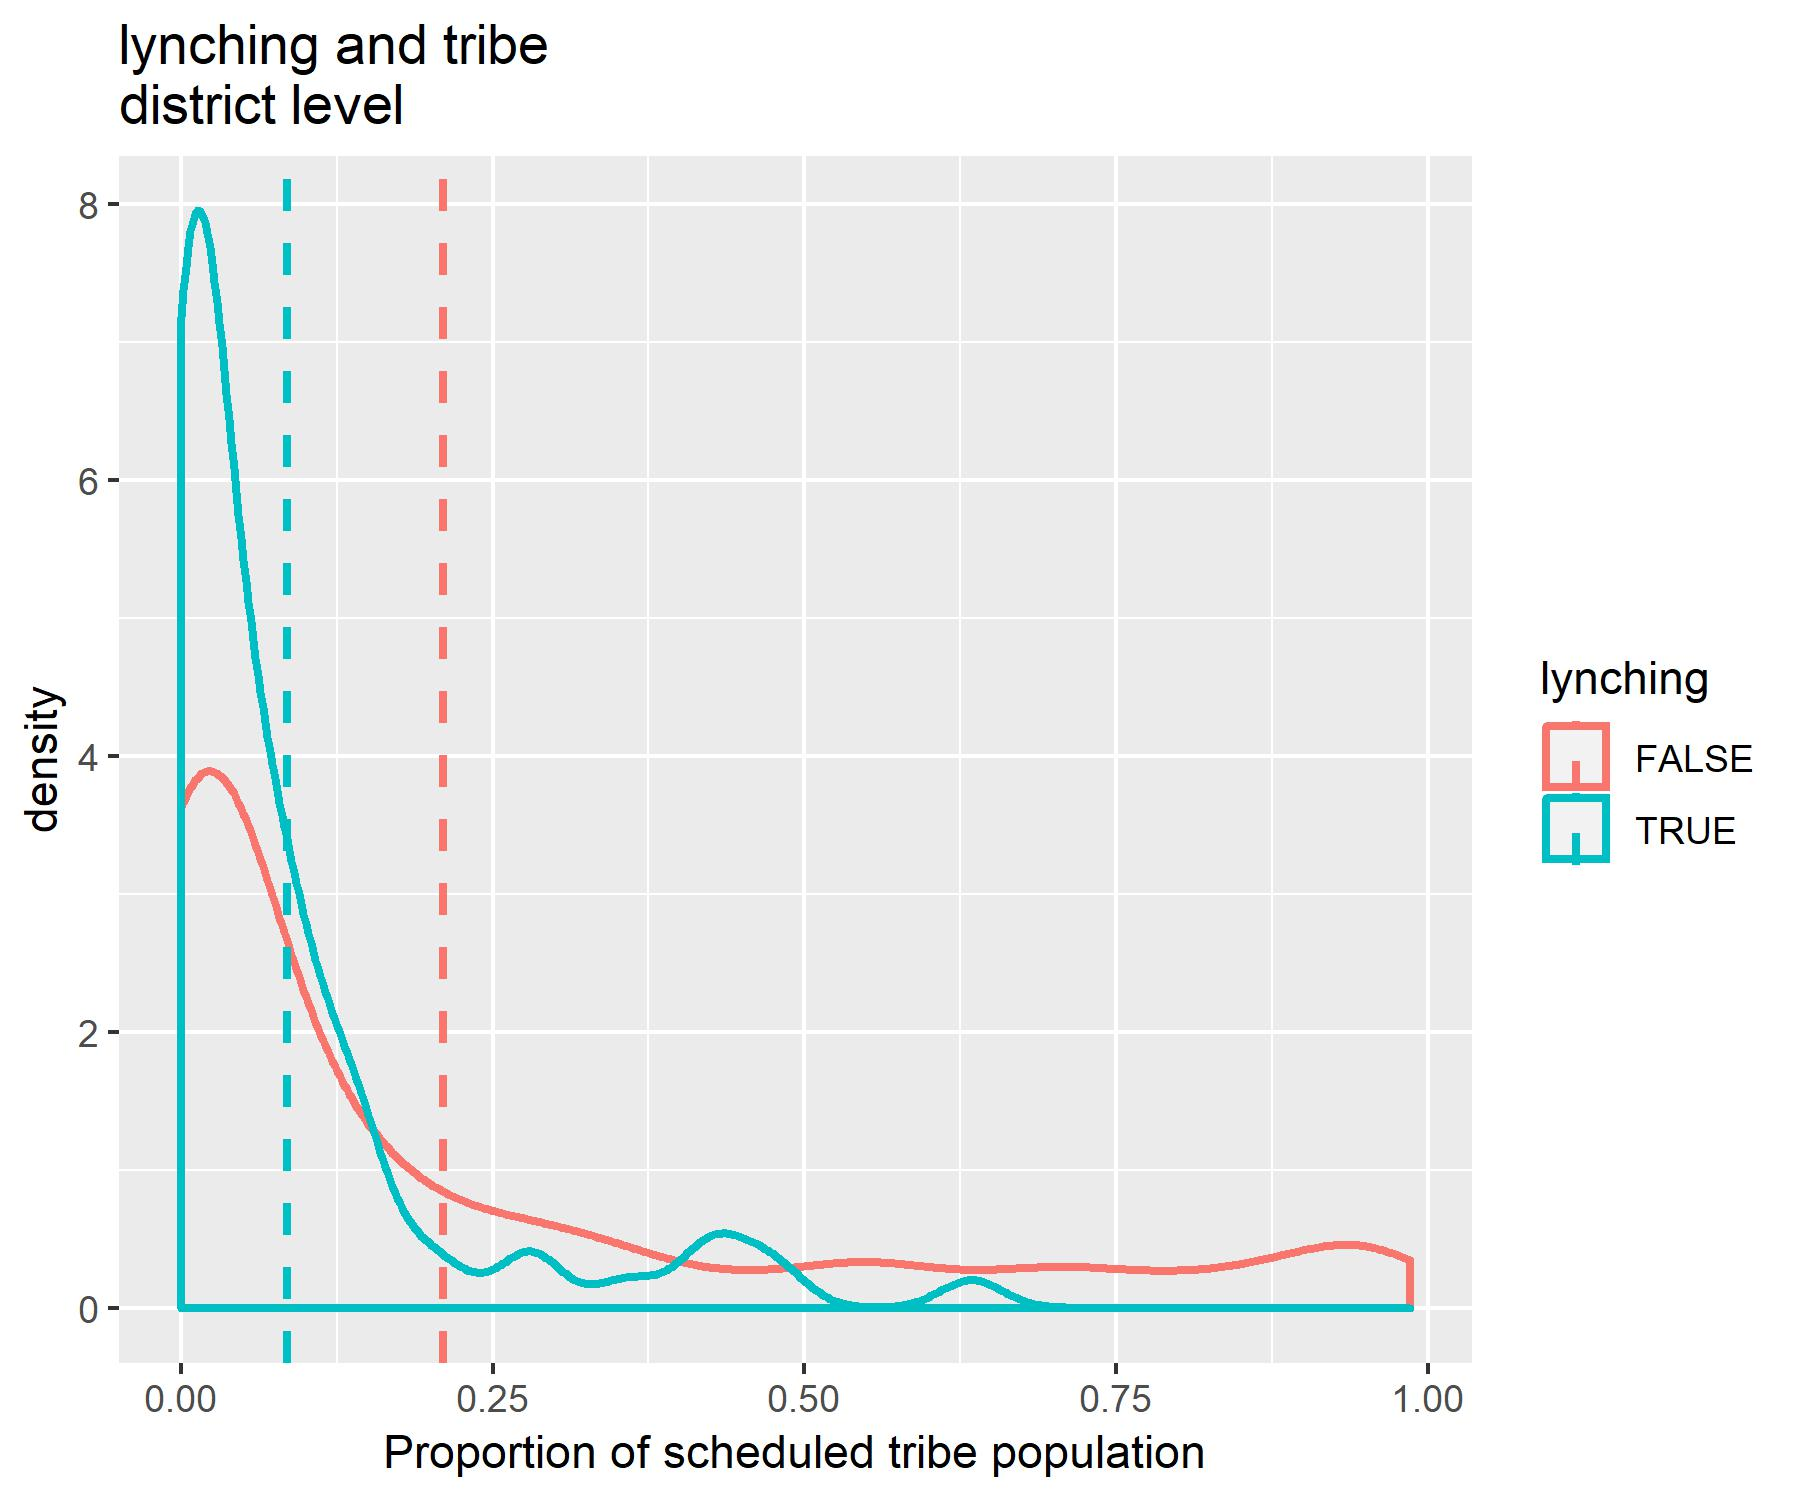 lynching and tribe
district level
density
8
6
4
2
0
0.00 0.25 0.50 0.75 1.00
Proportion of scheduled tribe population
lynching
FALSE
TRUE